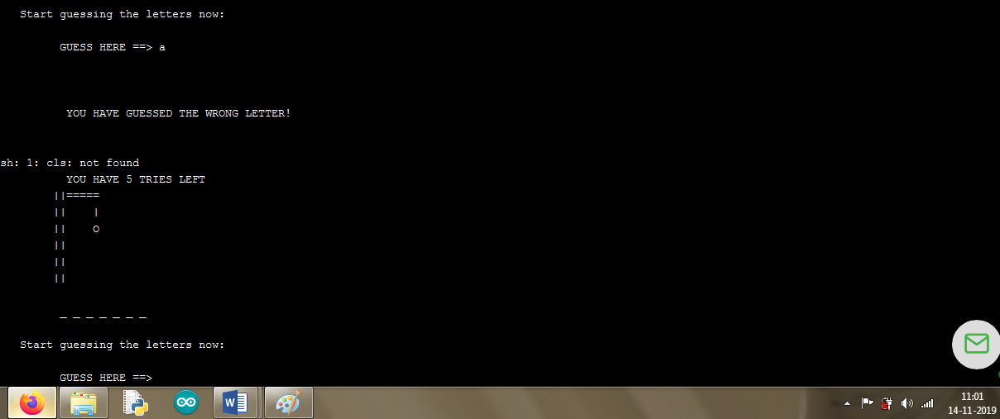 Start guessing the letters now:
GUESS HERE ==> a
YOU HAVE GUESSED THE WRONG LETTER!
sh: 1: cls: not found
YOU HAVE 5 TRIES LEFT
||=====
||    |
||    O
||
||
||
_ _ _ _ _ _ _
Start guessing the letters now:
GUESS HERE ==>
W
11:01
14-11-2019